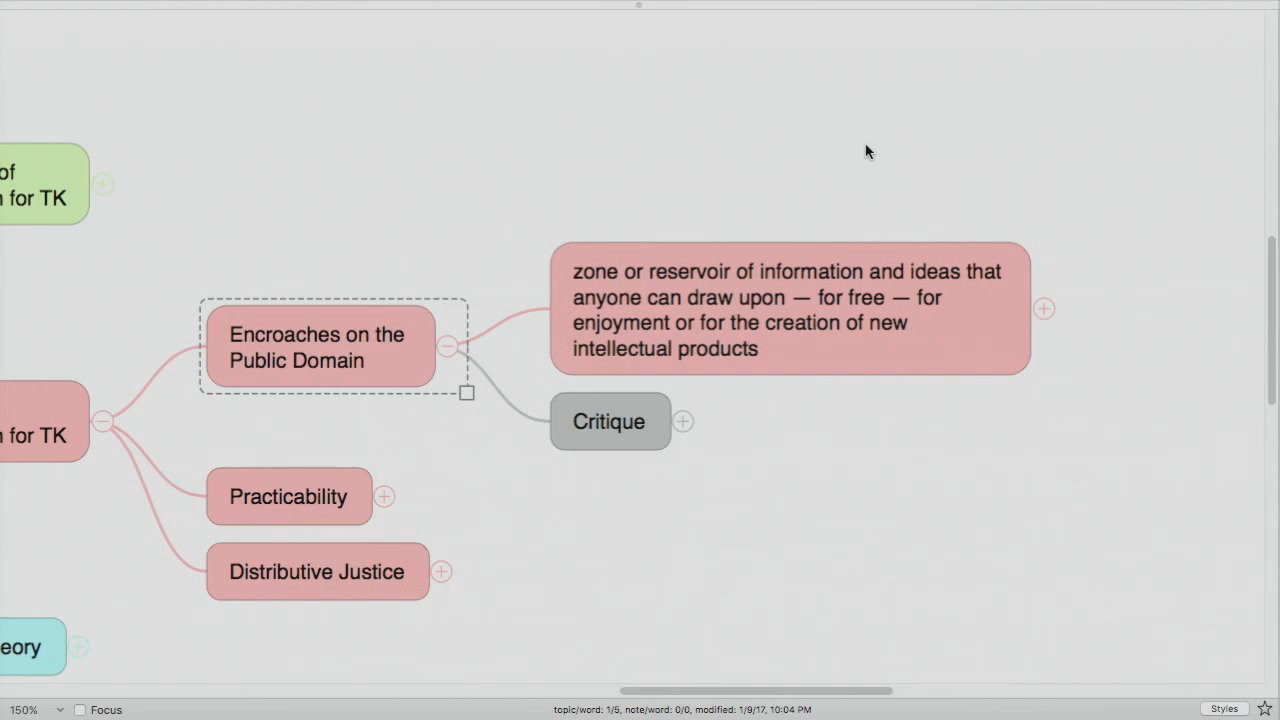 of
for TK
Encroaches on the
Public Domain
zone or reservoir of information and ideas that
anyone can draw upon — for free — for
enjoyment or for the creation of new
intellectual products
Critique
for TK
Practicability
Distributive Justice
eory
150%
Focus
topic/word: 1/5, note/word: 0/0, modified: 1/9/17, 10:04 PM
Styles